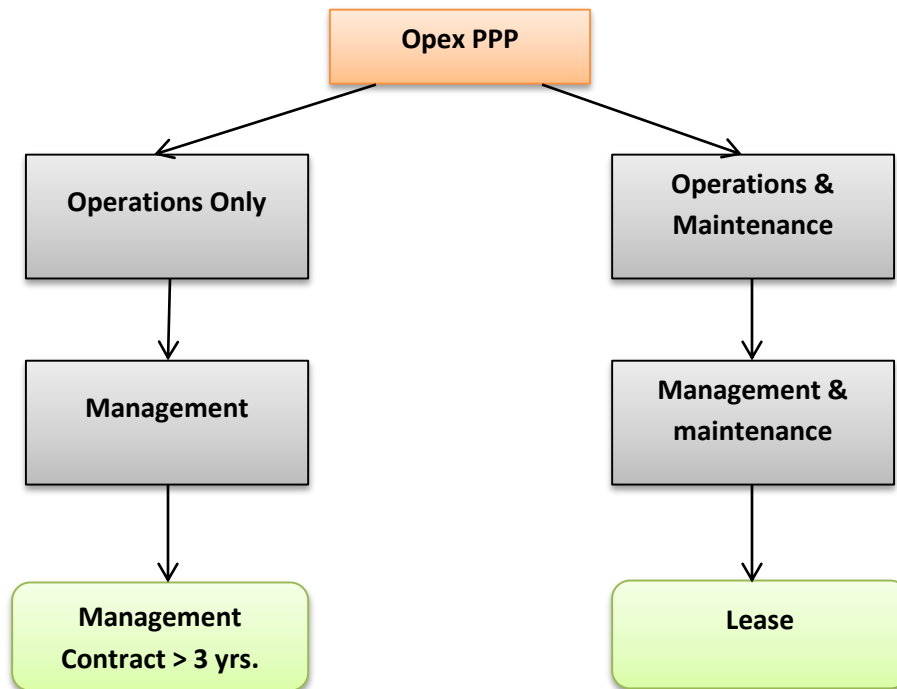 Opex PPP
Operations Only
Operations &
Maintenance
Management
Management &
maintenance
Management
Contract > 3 yrs.
Lease